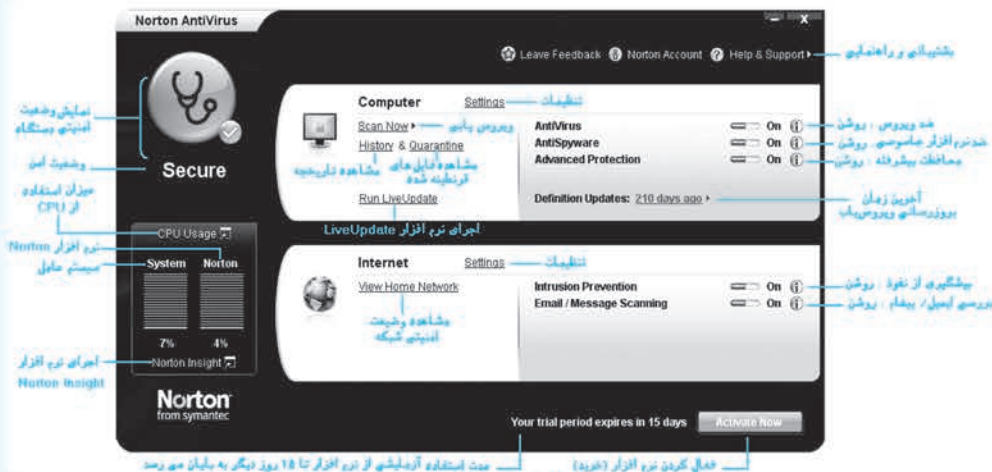 Norton AntiVirus
Leave Feedback Norton Account Help & Support
پشتیبانی و راهنمایی
نمایش وضعیت
امنیتی دستگاه
Computer Settings تنظیمات
Scan Now ویروس یابی
AntiVirus On ضد ویروس : روشن
History & Quarantine
AntiSpyware On ضدنرم‌افزار جاسوسی : روشن
Advanced Protection On محافظت پیشرفته : روشن
مشاهده تاریخچه
مشاهده فایل های
قرنطینه شده
وضعیت امن
Secure
Run LiveUpdate
Definition Updates: 210 days ago
آخرین زمان
بروزرسانی ویروس‌یاب
اجرای نرم افزار LiveUpdate
میزان استفاده
از CPU
CPU Usage
نرم افزار Norton
سیستم عامل
System Norton
7% 4%
Internet Settings تنظیمات
View Home Network
Intrusion Prevention On پیشگیری از نفوذ : روشن
Email / Message Scanning On بررسی ایمیل / پیغام : روشن
مشاهده وضیعت
امنیتی شبکه
اجرای نرم افزار
Norton Insight
Norton Insight
Norton
from symantec
Your trial period expires in 15 days Activate Now
مدت استفاده آزمایشی از نرم افزار تا 15 روز دیگر به پایان می رسد
فعال کردن نرم افزار (خرید)